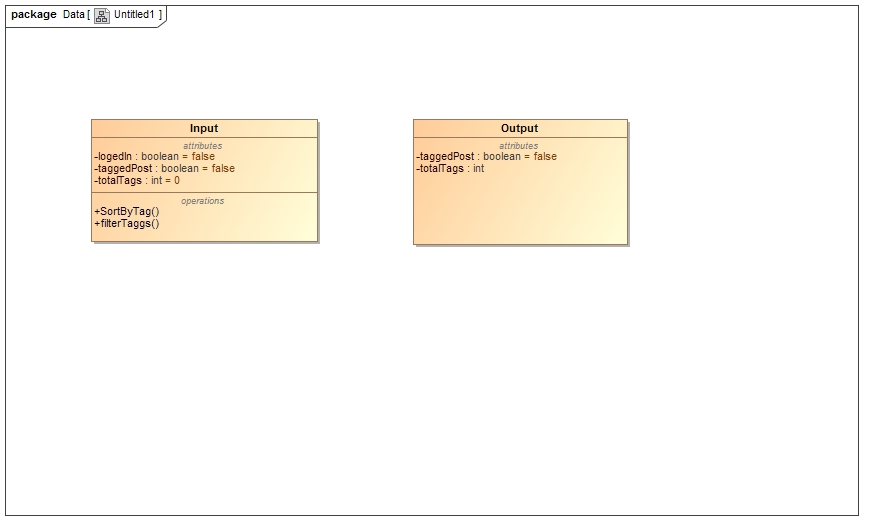 package Data [ Untitled1 ]
Input
attributes
-logedIn : boolean = false
-taggedPost : boolean = false
-totalTags : int = 0
operations
+SortByTag()
+filterTaggs()
Output
attributes
-taggedPost : boolean = false
-totalTags : int